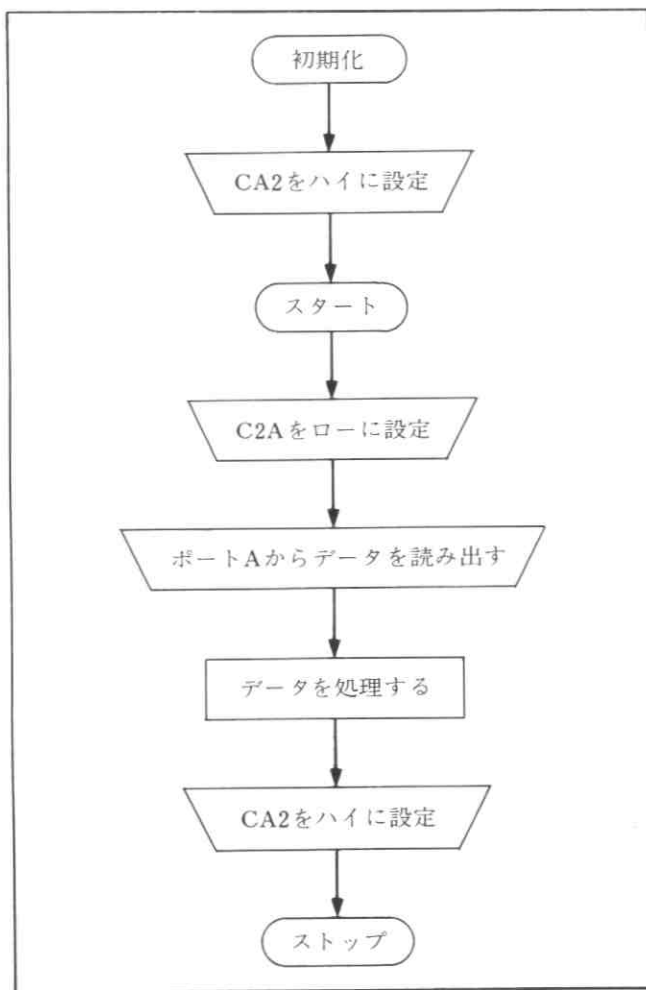 初期化
CA2をハイに設定
スタート
C2Aをローに設定
ポートAからデータを読み出す
データを処理する
CA2をハイに設定
ストップ